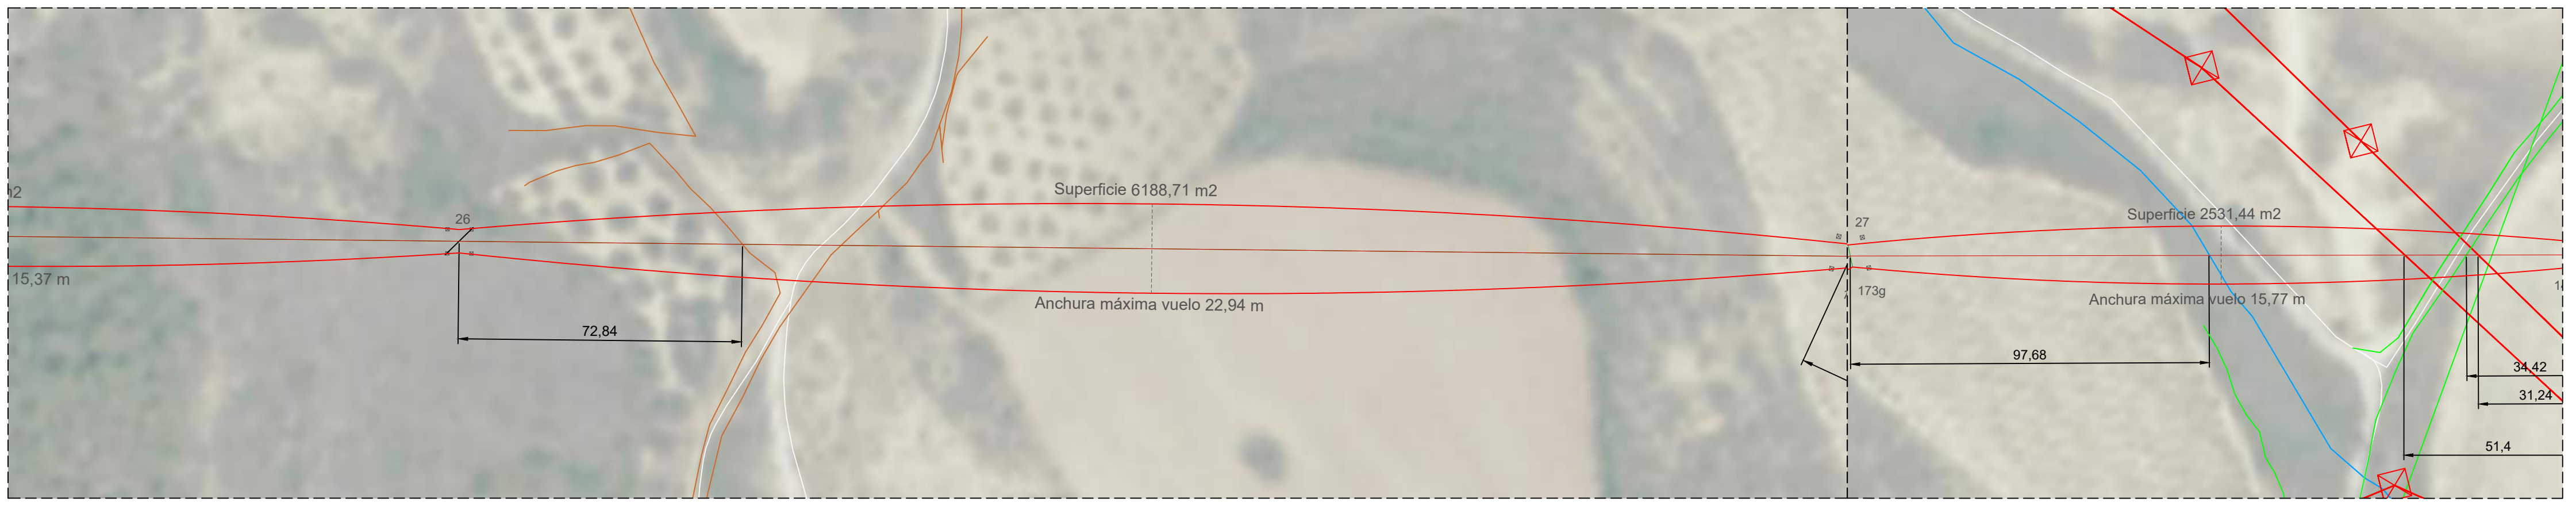 Superficie 6188,71 m2
m2
26
27
Superficie 2531,44 m2
15,37 m
Anchura máxima vuelo 22,94 m
173g
Anchura máxima vuelo 15,77 m
72,84
97,68
34,42
31,24
51,4